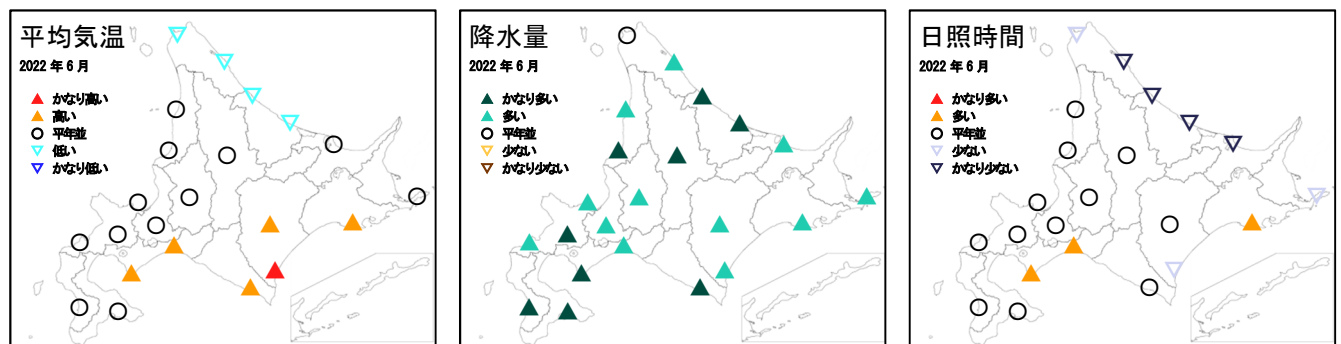 平均気温
2022 年 6 月
かなり高い
高い
平年並
低い
かなり低い
降水量
2022 年 6 月
かなり多い
多い
平年並
少ない
かなり少ない
日照時間
2022 年 6 月
かなり多い
多い
平年並
少ない
かなり少ない